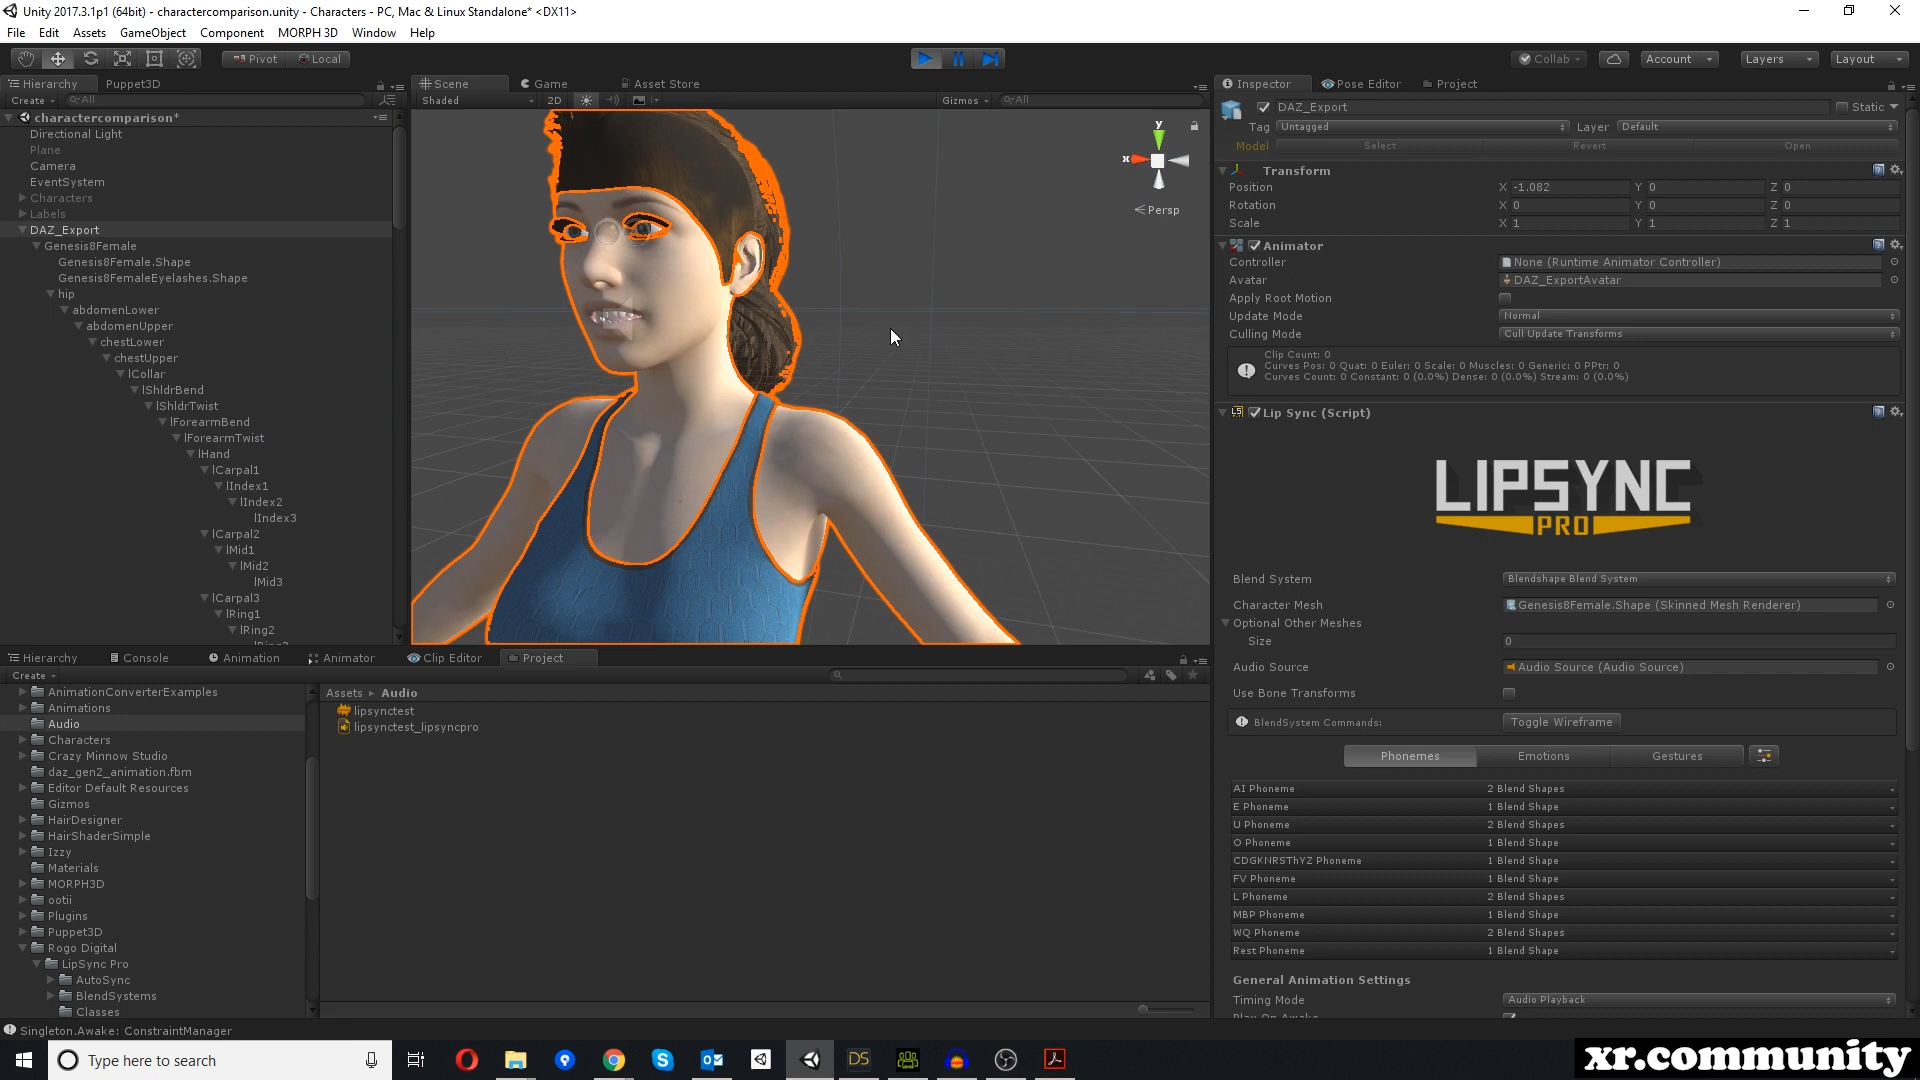 Unity 2017.3.1p1 (64bit) - charactercomparison.unity - Characters - PC, Mac & Linux Standalone* <DX11>
File Edit Assets GameObject Component MORPH 3D Window Help
Pivot Local Collab Account Layers Layout
Hierarchy Puppet3D
Create All
charactercomparison*
Directional Light
Plane
Camera
EventSystem
Characters
Labels
DAZ_Export
Genesis8Female
Genesis8Female.Shape
Genesis8FemaleEyelashes.Shape
hip
abdomenLower
abdomenUpper
chestLower
chestUpper
lCollar
lShldrBend
lShldrTwist
lForearmBend
lForearmTwist
lHand
lCarpal1
lIndex1
lIndex2
lIndex3
lCarpal2
lMid1
lMid2
lMid3
lCarpal3
lRing1
lRing2
Scene Game Asset Store
Shaded 2D Gizmos All
y
x
Persp
Inspector Pose Editor Project
DAZ_Export Static
Tag Untagged Layer Default
Model Select Revert Open
Transform
Position X -1.082 Y 0 Z 0
Rotation X 0 Y 0 Z 0
Scale X 1 Y 1 Z 1
Animator
Controller None (Runtime Animator Controller)
Avatar DAZ_ExportAvatar
Apply Root Motion
Update Mode Normal
Culling Mode Cull Update Transforms
Clip Count: 0
Curves Pos: 0 Quat: 0 Euler: 0 Scale: 0 Muscles: 0 Generic: 0 PPtr: 0
Curves Count: 0 Constant: 0 (0.0%) Dense: 0 (0.0%) Stream: 0 (0.0%)
Lip Sync (Script)
LIPSYNC
PRO
Blend System Blendshape Blend System
Character Mesh Genesis8Female.Shape (Skinned Mesh Renderer)
Optional Other Meshes
Size 0
Audio Source Audio Source (Audio Source)
Use Bone Transforms
BlendSystem Commands: Toggle Wireframe
Phonemes Emotions Gestures
AI Phoneme 2 Blend Shapes
E Phoneme 1 Blend Shape
U Phoneme 2 Blend Shapes
O Phoneme 1 Blend Shape
CDGKNRSThYZ Phoneme 1 Blend Shape
FV Phoneme 1 Blend Shape
L Phoneme 2 Blend Shapes
MBP Phoneme 1 Blend Shape
WQ Phoneme 2 Blend Shapes
Rest Phoneme 1 Blend Shape
General Animation Settings
Timing Mode Audio Playback
Play On Awake
Hierarchy Console Animation Animator Clip Editor Project
Create
AnimationConverterExamples
Animations
Audio
Characters
Crazy Minnow Studio
daz_gen2_animation.fbm
Editor Default Resources
Gizmos
HairDesigner
HairShaderSimple
Izzy
Materials
MORPH3D
ootii
Plugins
Puppet3D
Rogo Digital
LipSync Pro
AutoSync
BlendSystems
Classes
Assets Audio
lipsynctest
lipsynctest_lipsyncpro
Singleton.Awake: ConstraintManager
Type here to search
DS
xr.community